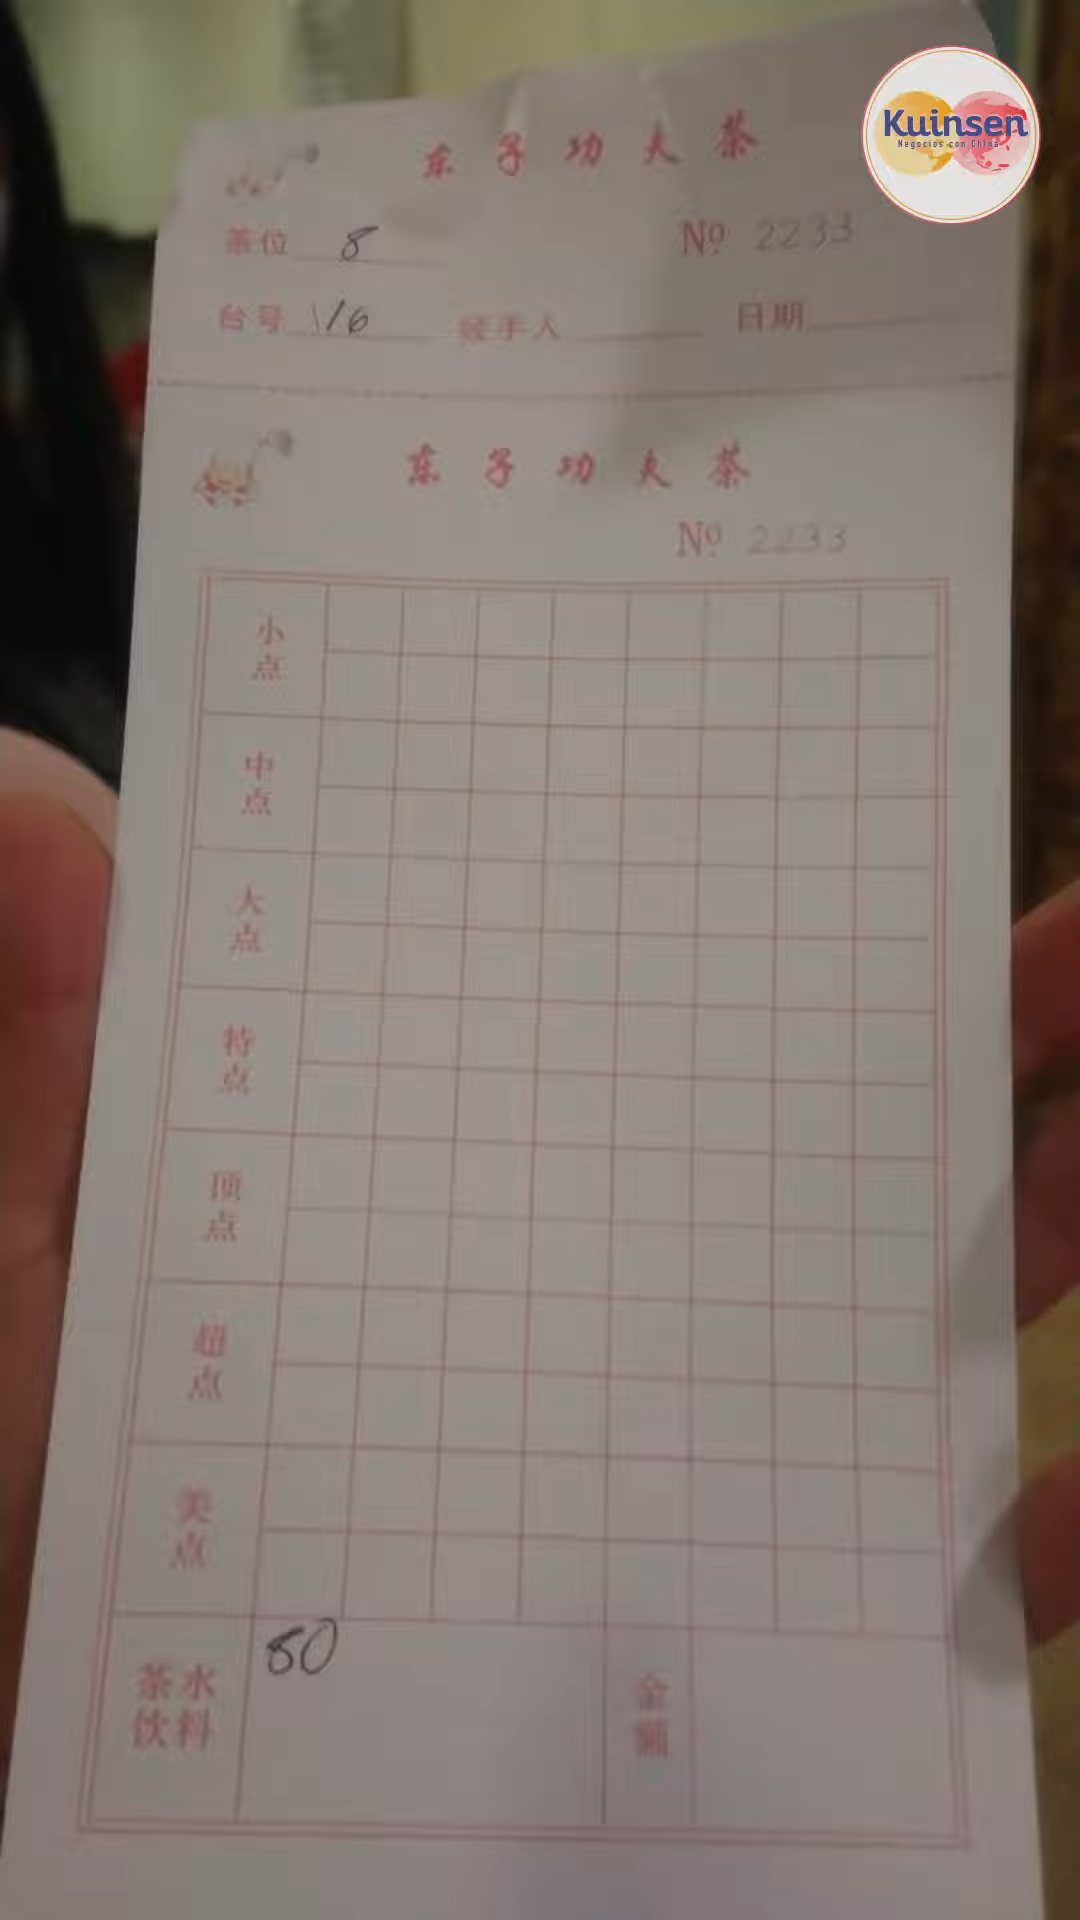 Kuinsen
Negocios con China
东子功夫茶
茶位 8 № 2233
台号 116 经手人 日期
东子功夫茶
№ 2233
小点
中点
大点
特点
顶点
超点
美点
茶水 80 金额
饮料